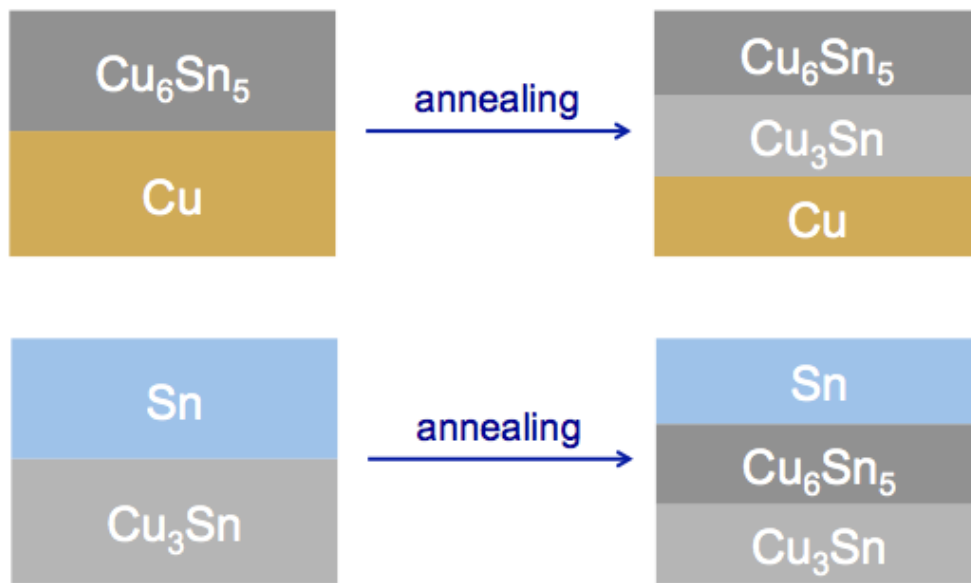 Cu₆Sn₅
Cu
annealing
Cu₆Sn₅
Cu₃Sn
Cu
Sn
Cu₃Sn
annealing
Sn
Cu₆Sn₅
Cu₃Sn